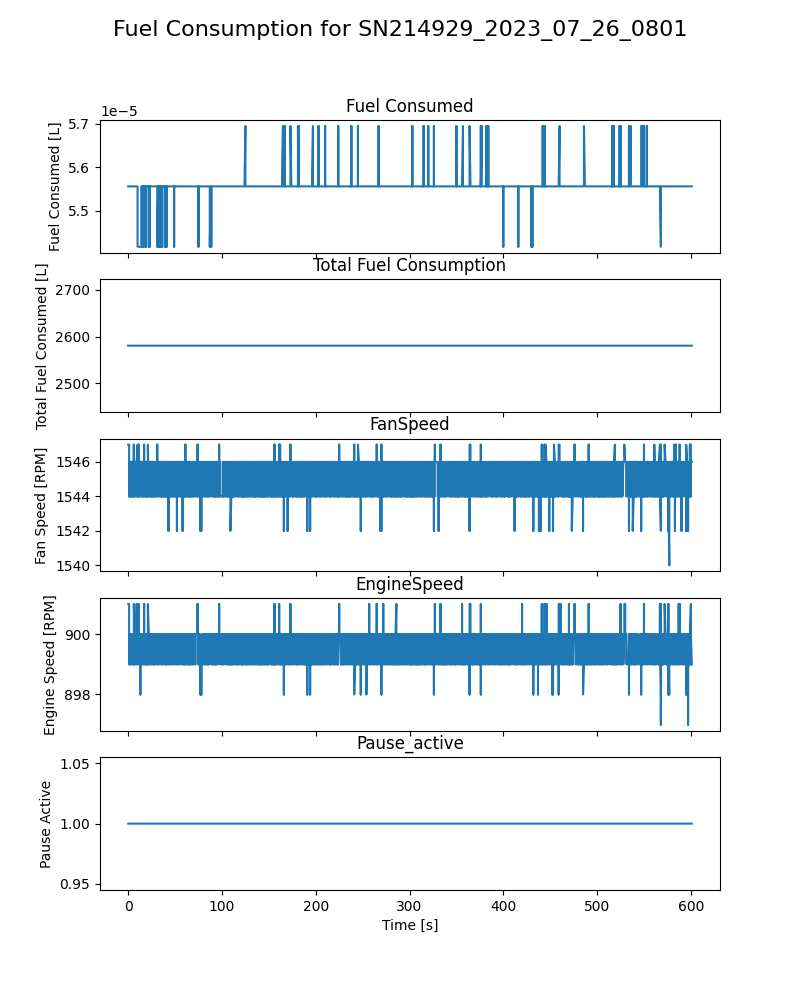 Fuel Consumption for SN214929_2023_07_26_0801
Fuel Consumed
1e−5
5.7
5.6
5.5
Fuel Consumed [L]
Total Fuel Consumption
2700
2600
2500
Total Fuel Consumed [L]
FanSpeed
1546
1544
1542
1540
Fan Speed [RPM]
EngineSpeed
900
898
Engine Speed [RPM]
Pause_active
1.05
1.00
0.95
Pause Active
0 100 200 300 400 500 600
Time [s]